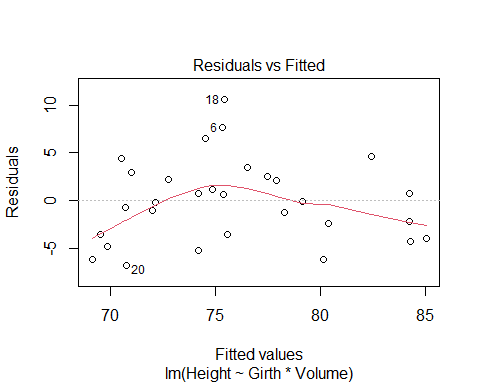 Residuals vs Fitted
10
5
0
-5
Residuals
18
6
20
70 75 80 85
Fitted values
lm(Height ~ Girth * Volume)